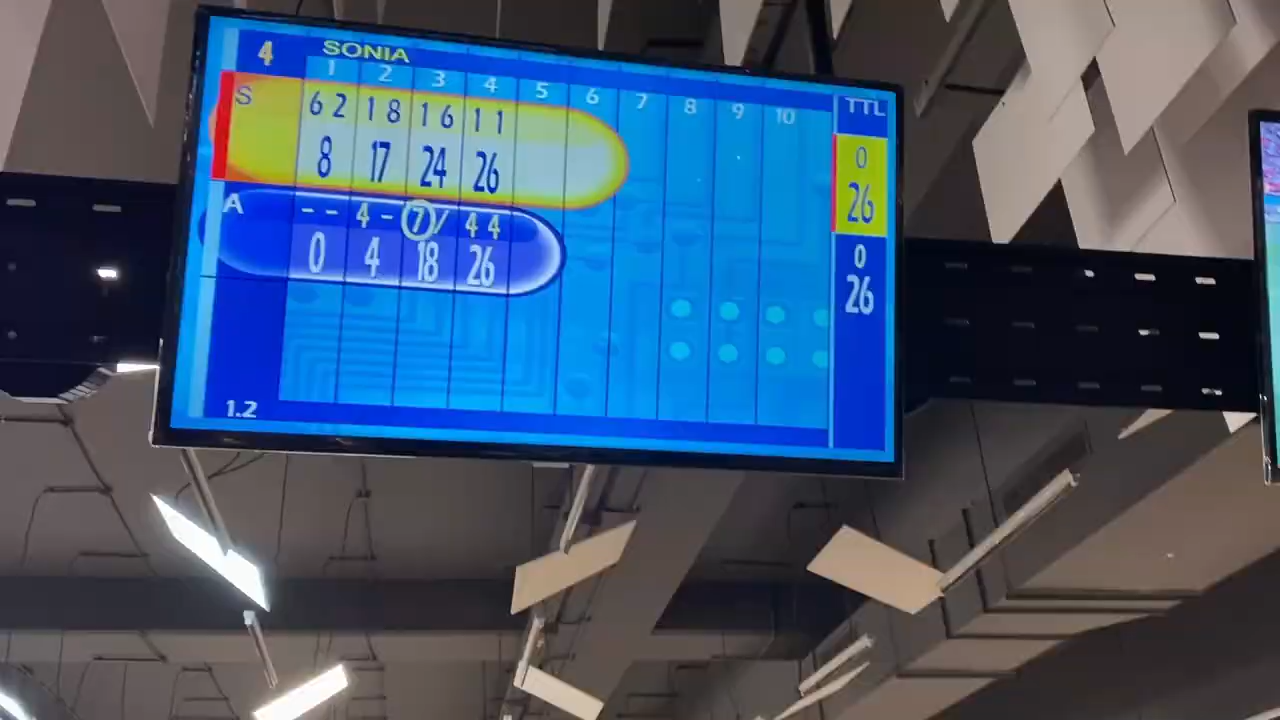 4 SONIA
1 2 3 4 5 6 7 8 9 10 TTL
S 6 2 1 8 1 6 1 1 0
8 17 24 26 26
A - - 4 - 7 / 4 4 0
0 4 18 26 26
1.2